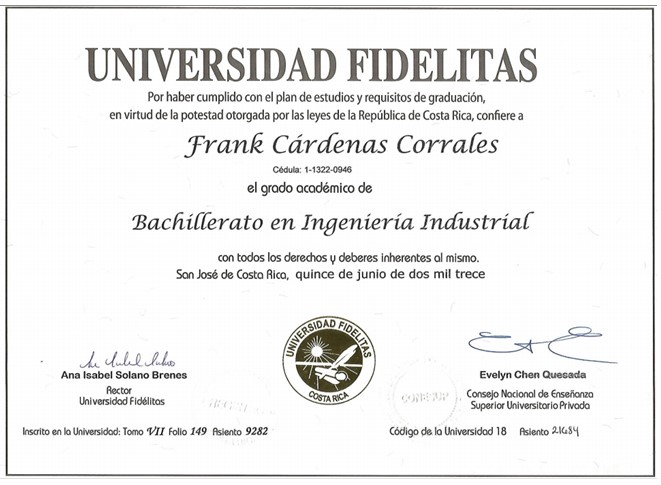 UNIVERSIDAD FIDELITAS
Por haber cumplido con el plan de estudios y requisitos de graduación,
en virtud de la potestad otorgada por las leyes de la República de Costa Rica, confiere a
Frank Cárdenas Corrales
Cédula: 1-1322-0946
el grado académico de
Bachillerato en Ingeniería Industrial
con todos los derechos y deberes inherentes al mismo.
San José de Costa Rica, quince de junio de dos mil trece
UNIVERSIDAD FIDELITAS
COSTA RICA
Ana Isabel Solano Brenes
Rector
Universidad Fidélitas
Evelyn Chen Quesada
Consejo Nacional de Enseñanza
Superior Universitario Privada
CONESUP
Inscrito en la Universidad: Tomo VII Folio 149 Asiento 9282
Código de la Universidad 18 Asiento 21684